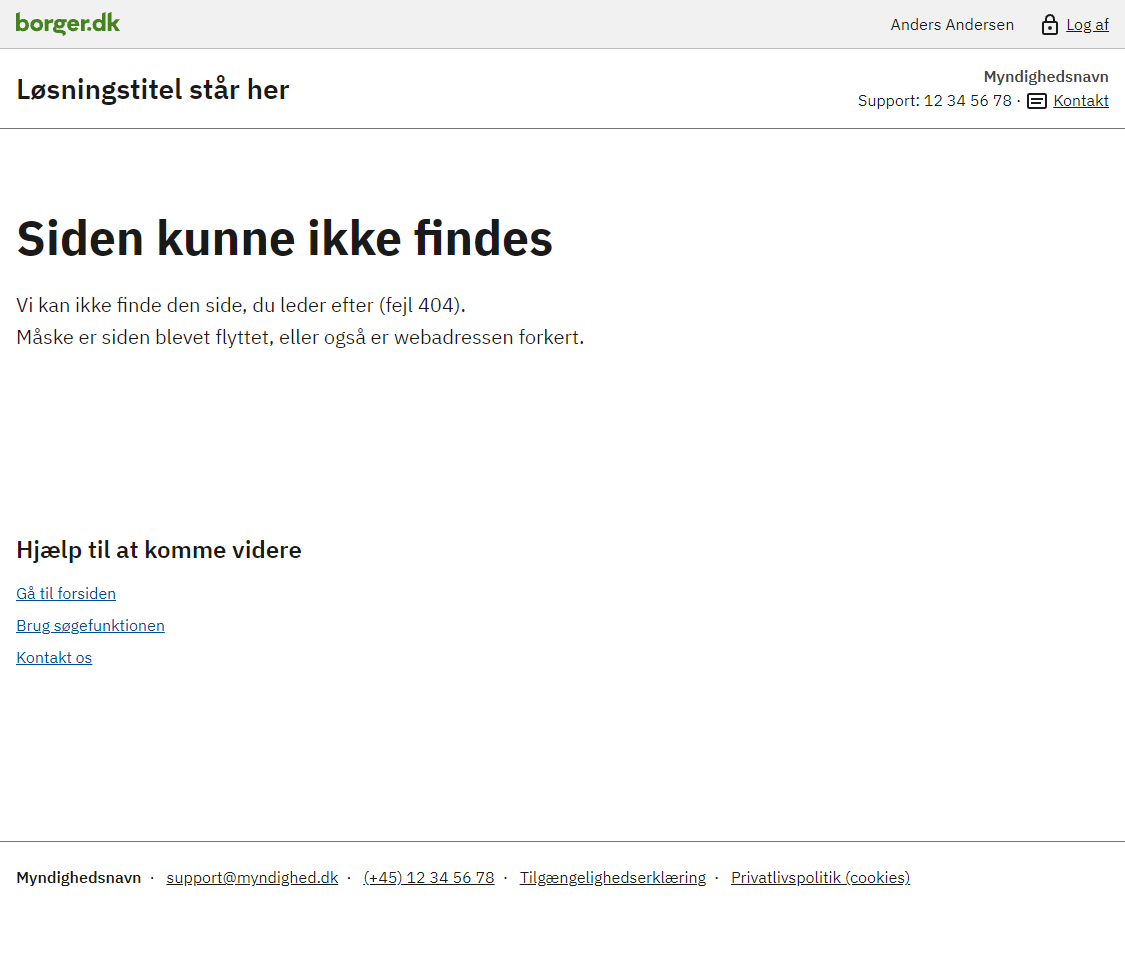 borger.dk
Anders Andersen Log af
Løsningstitel står her
Myndighedsnavn
Support: 12 34 56 78 · Kontakt
Siden kunne ikke findes
Vi kan ikke finde den side, du leder efter (fejl 404).
Måske er siden blevet flyttet, eller også er webadressen forkert.
Hjælp til at komme videre
Gå til forsiden
Brug søgefunktionen
Kontakt os
Myndighedsnavn · support@myndighed.dk · (+45) 12 34 56 78 · Tilgængelighedserklæring · Privatlivspolitik (cookies)